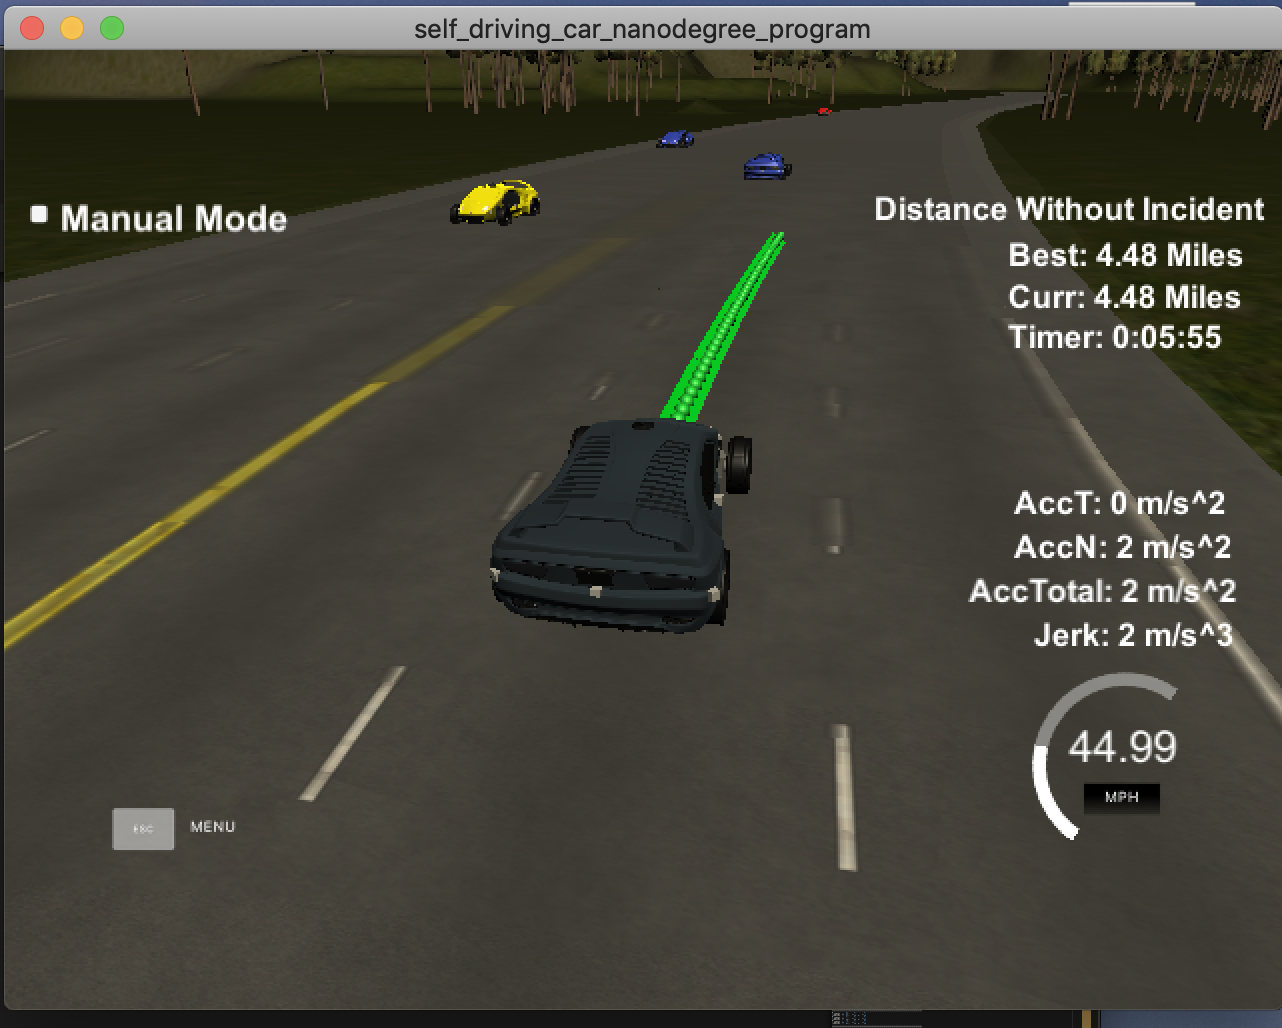 self_driving_car_nanodegree_program
Manual Mode
Distance Without Incident
Best: 4.48 Miles
Curr: 4.48 Miles
Timer: 0:05:55
AccT: 0 m/s^2
AccN: 2 m/s^2
AccTotal: 2 m/s^2
Jerk: 2 m/s^3
44.99
MPH
ESC MENU